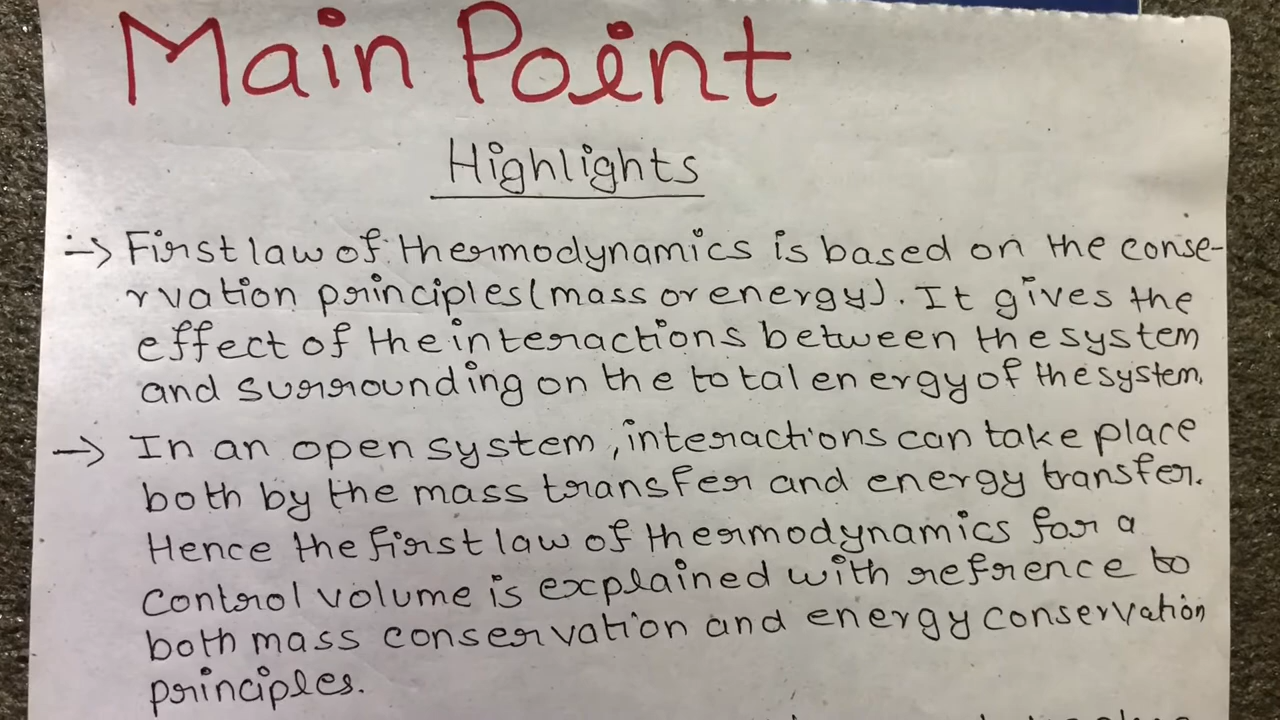 Main Point
Highlights
→ First law of thermodynamics is based on the conse-
rvation principles (mass or energy). It gives the
effect of the interactions between the system
and surrounding on the total energy of the system.
→ In an open system, interactions can take place
both by the mass transfer and energy transfer.
Hence the first law of thermodynamics for a
control volume is explained with refrence to
both mass conservation and energy conservation
principles.